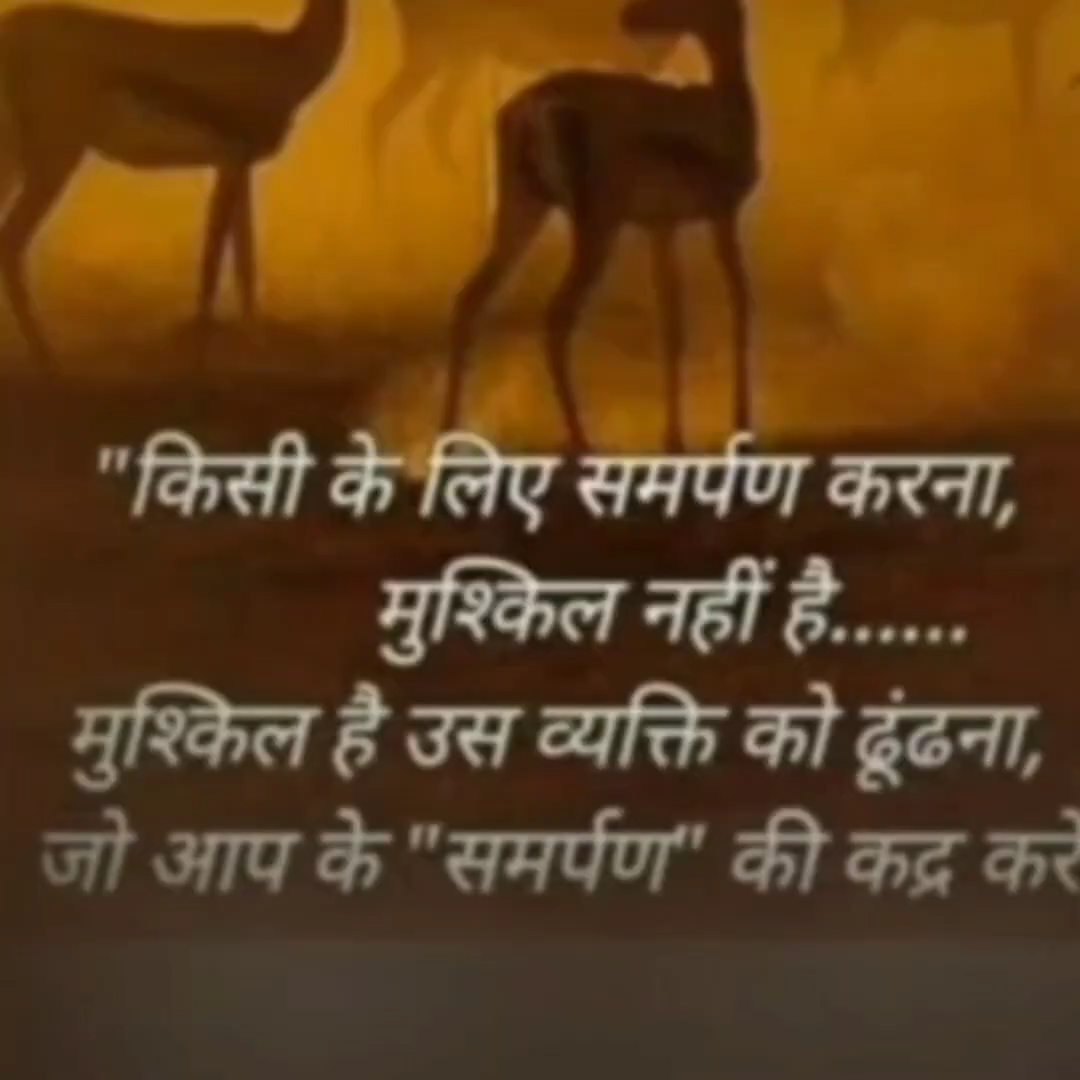 "किसी के लिए समर्पण करना,
मुश्किल नहीं है......
मुश्किल है उस व्यक्ति को ढूंढना,
जो आप के "समर्पण" की कद्र करे